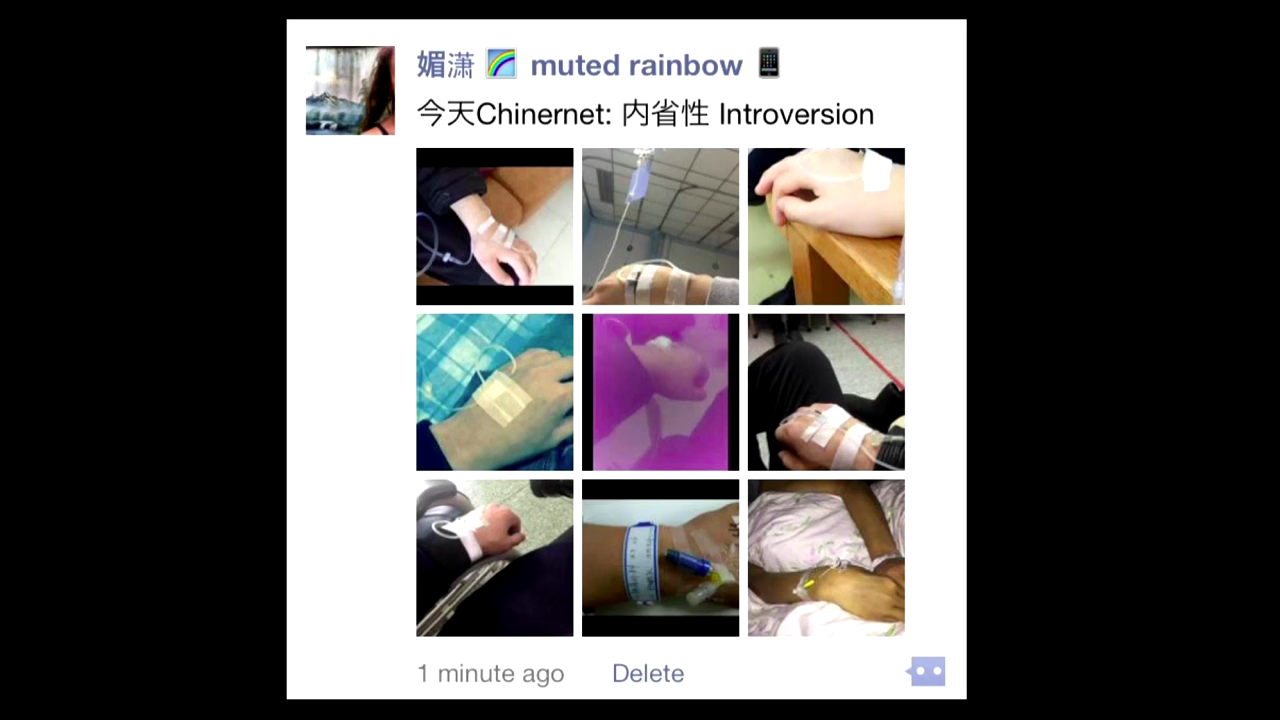 媚潇 🌈 muted rainbow 📱
今天Chinernet: 内省性 Introversion
1 minute ago
Delete